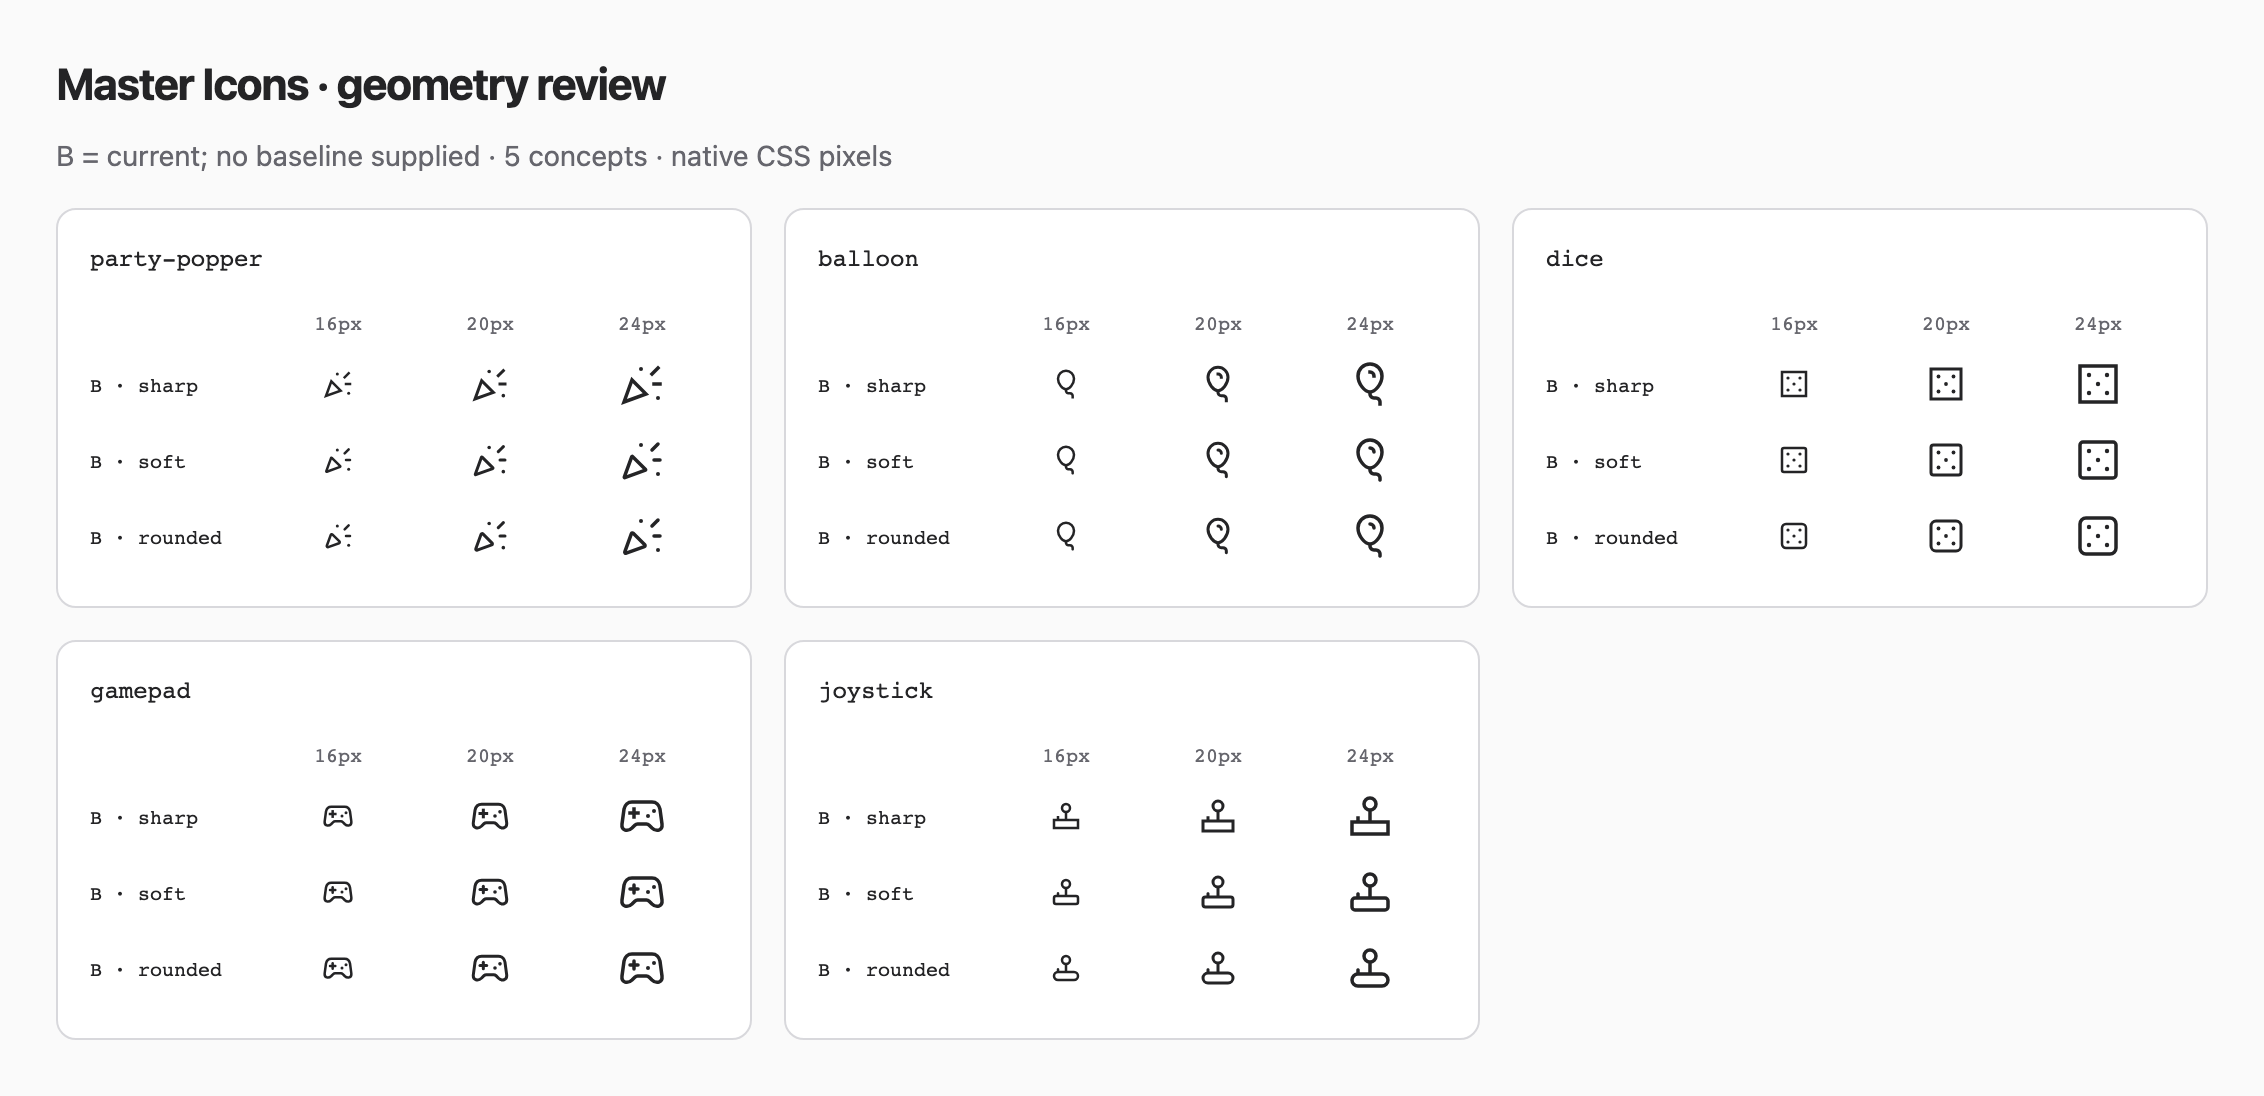 Master Icons · geometry review
B = current; no baseline supplied · 5 concepts · native CSS pixels
party-popper
16px 20px 24px
B · sharp
B · soft
B · rounded
balloon
16px 20px 24px
B · sharp
B · soft
B · rounded
dice
16px 20px 24px
B · sharp
B · soft
B · rounded
gamepad
16px 20px 24px
B · sharp
B · soft
B · rounded
joystick
16px 20px 24px
B · sharp
B · soft
B · rounded